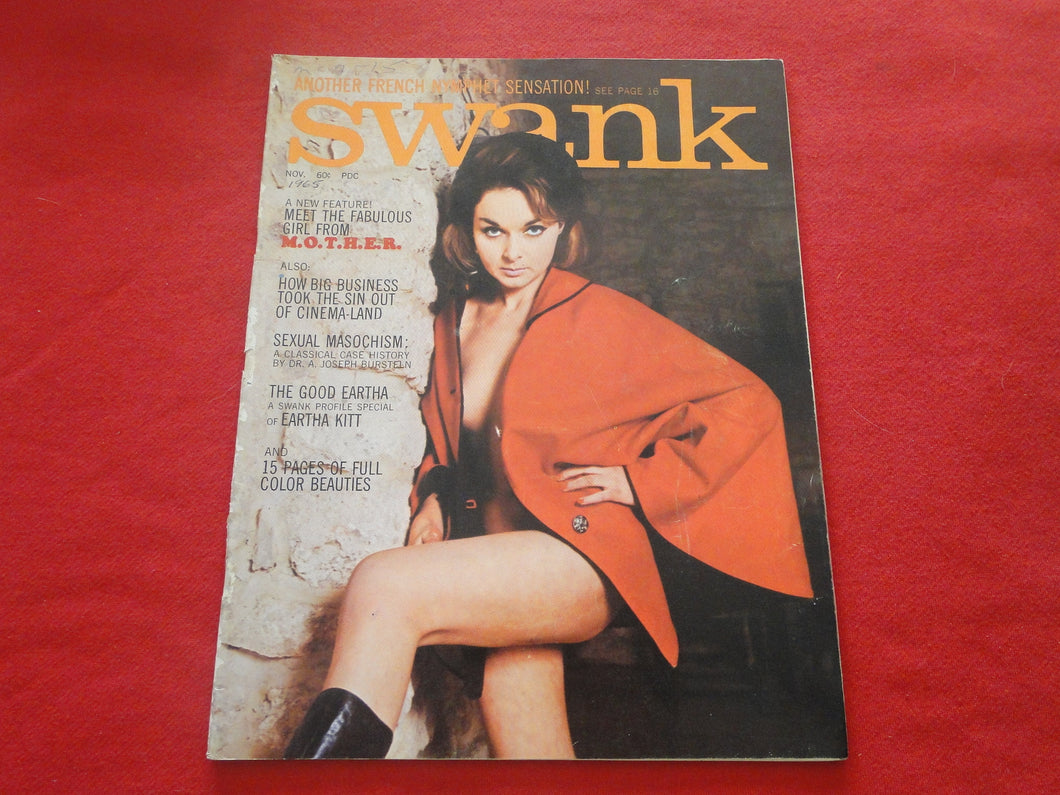 ANOTHER FRENCH NYMPHET SENSATION! SEE PAGE 16
swank
NOV. 60¢ PDC
1965
A NEW FEATURE!
MEET THE FABULOUS
GIRL FROM
M.O.T.H.E.R.
ALSO:
HOW BIG BUSINESS
TOOK THE SIN OUT
OF CINEMA-LAND
SEXUAL MASOCHISM:
A CLASSICAL CASE HISTORY
BY DR. A. JOSEPH BURSTEIN
THE GOOD EARTHA
A SWANK PROFILE SPECIAL
OF EARTHA KITT
AND
15 PAGES OF FULL
COLOR BEAUTIES